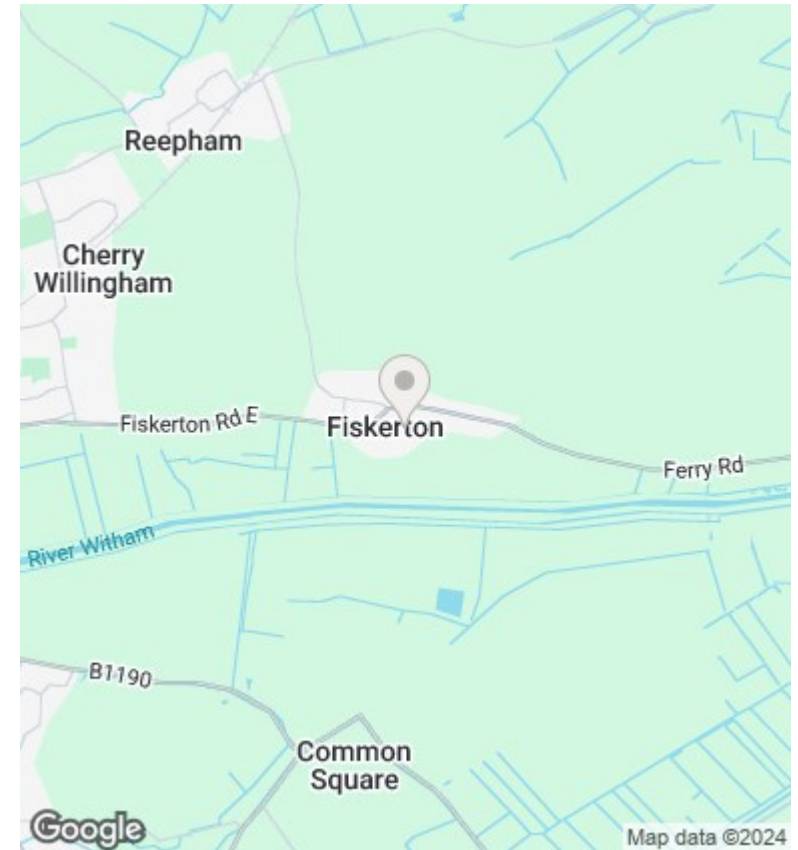 Reepham
Cherry
Willingham
Fiskerton Rd E
Fiskerton
Ferry Rd
River Witham
B1190
Common
Square
Google
Map data ©2024